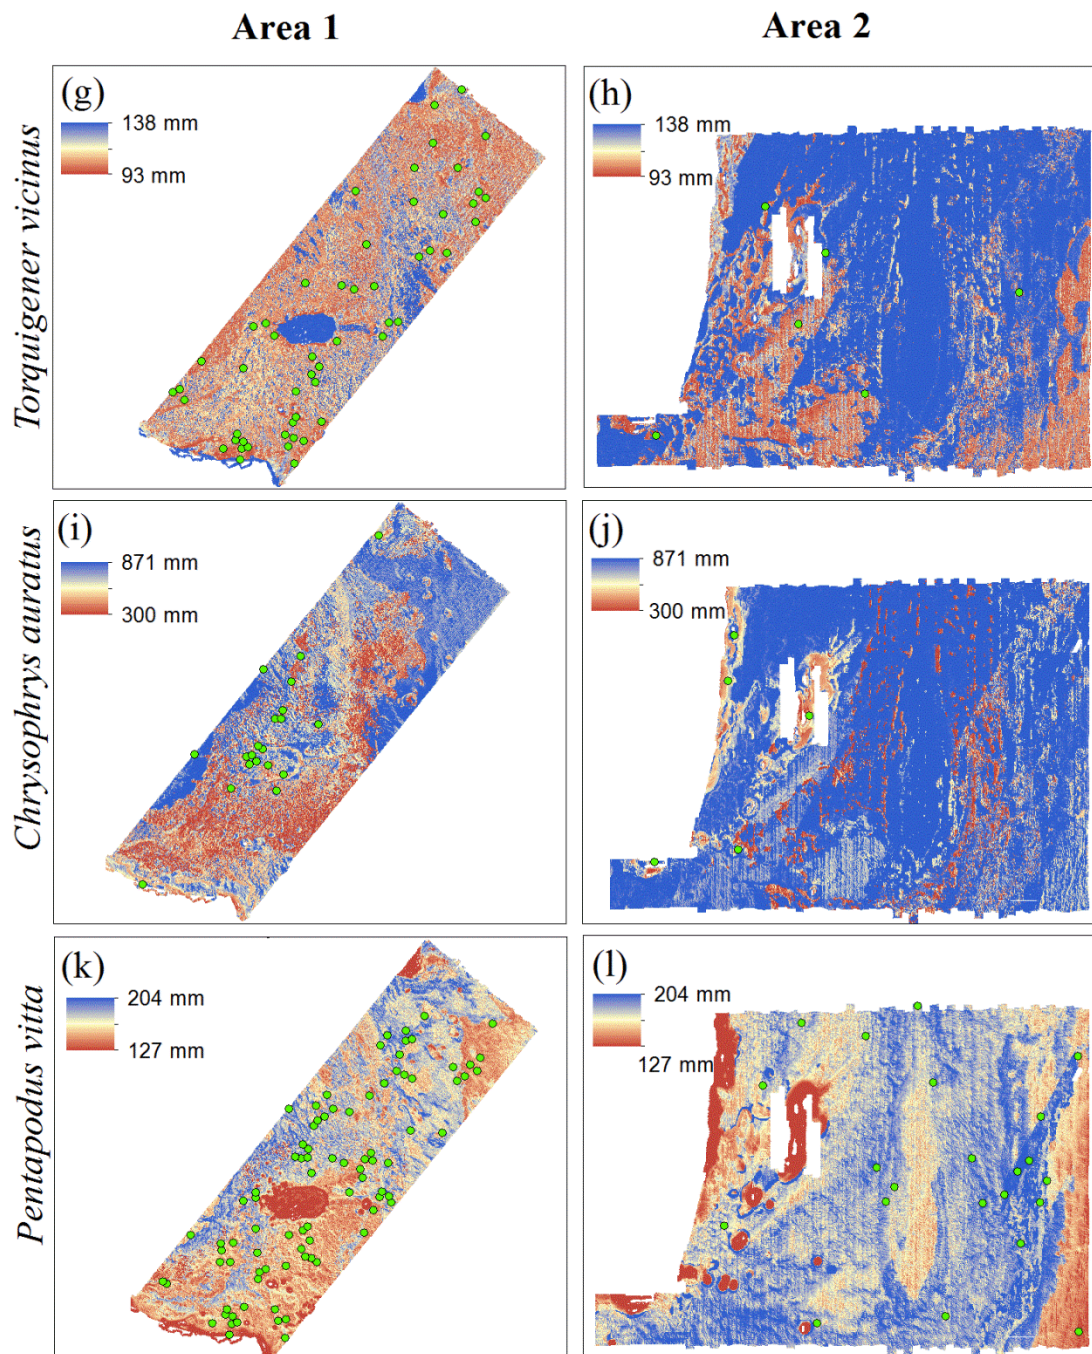 Area 1
Area 2
Torquigener vicinus
(g)
138 mm
93 mm
(h)
138 mm
93 mm
Chrysophrys auratus
(i)
871 mm
300 mm
(j)
871 mm
300 mm
Pentapodus vitta
(k)
204 mm
127 mm
(l)
204 mm
127 mm